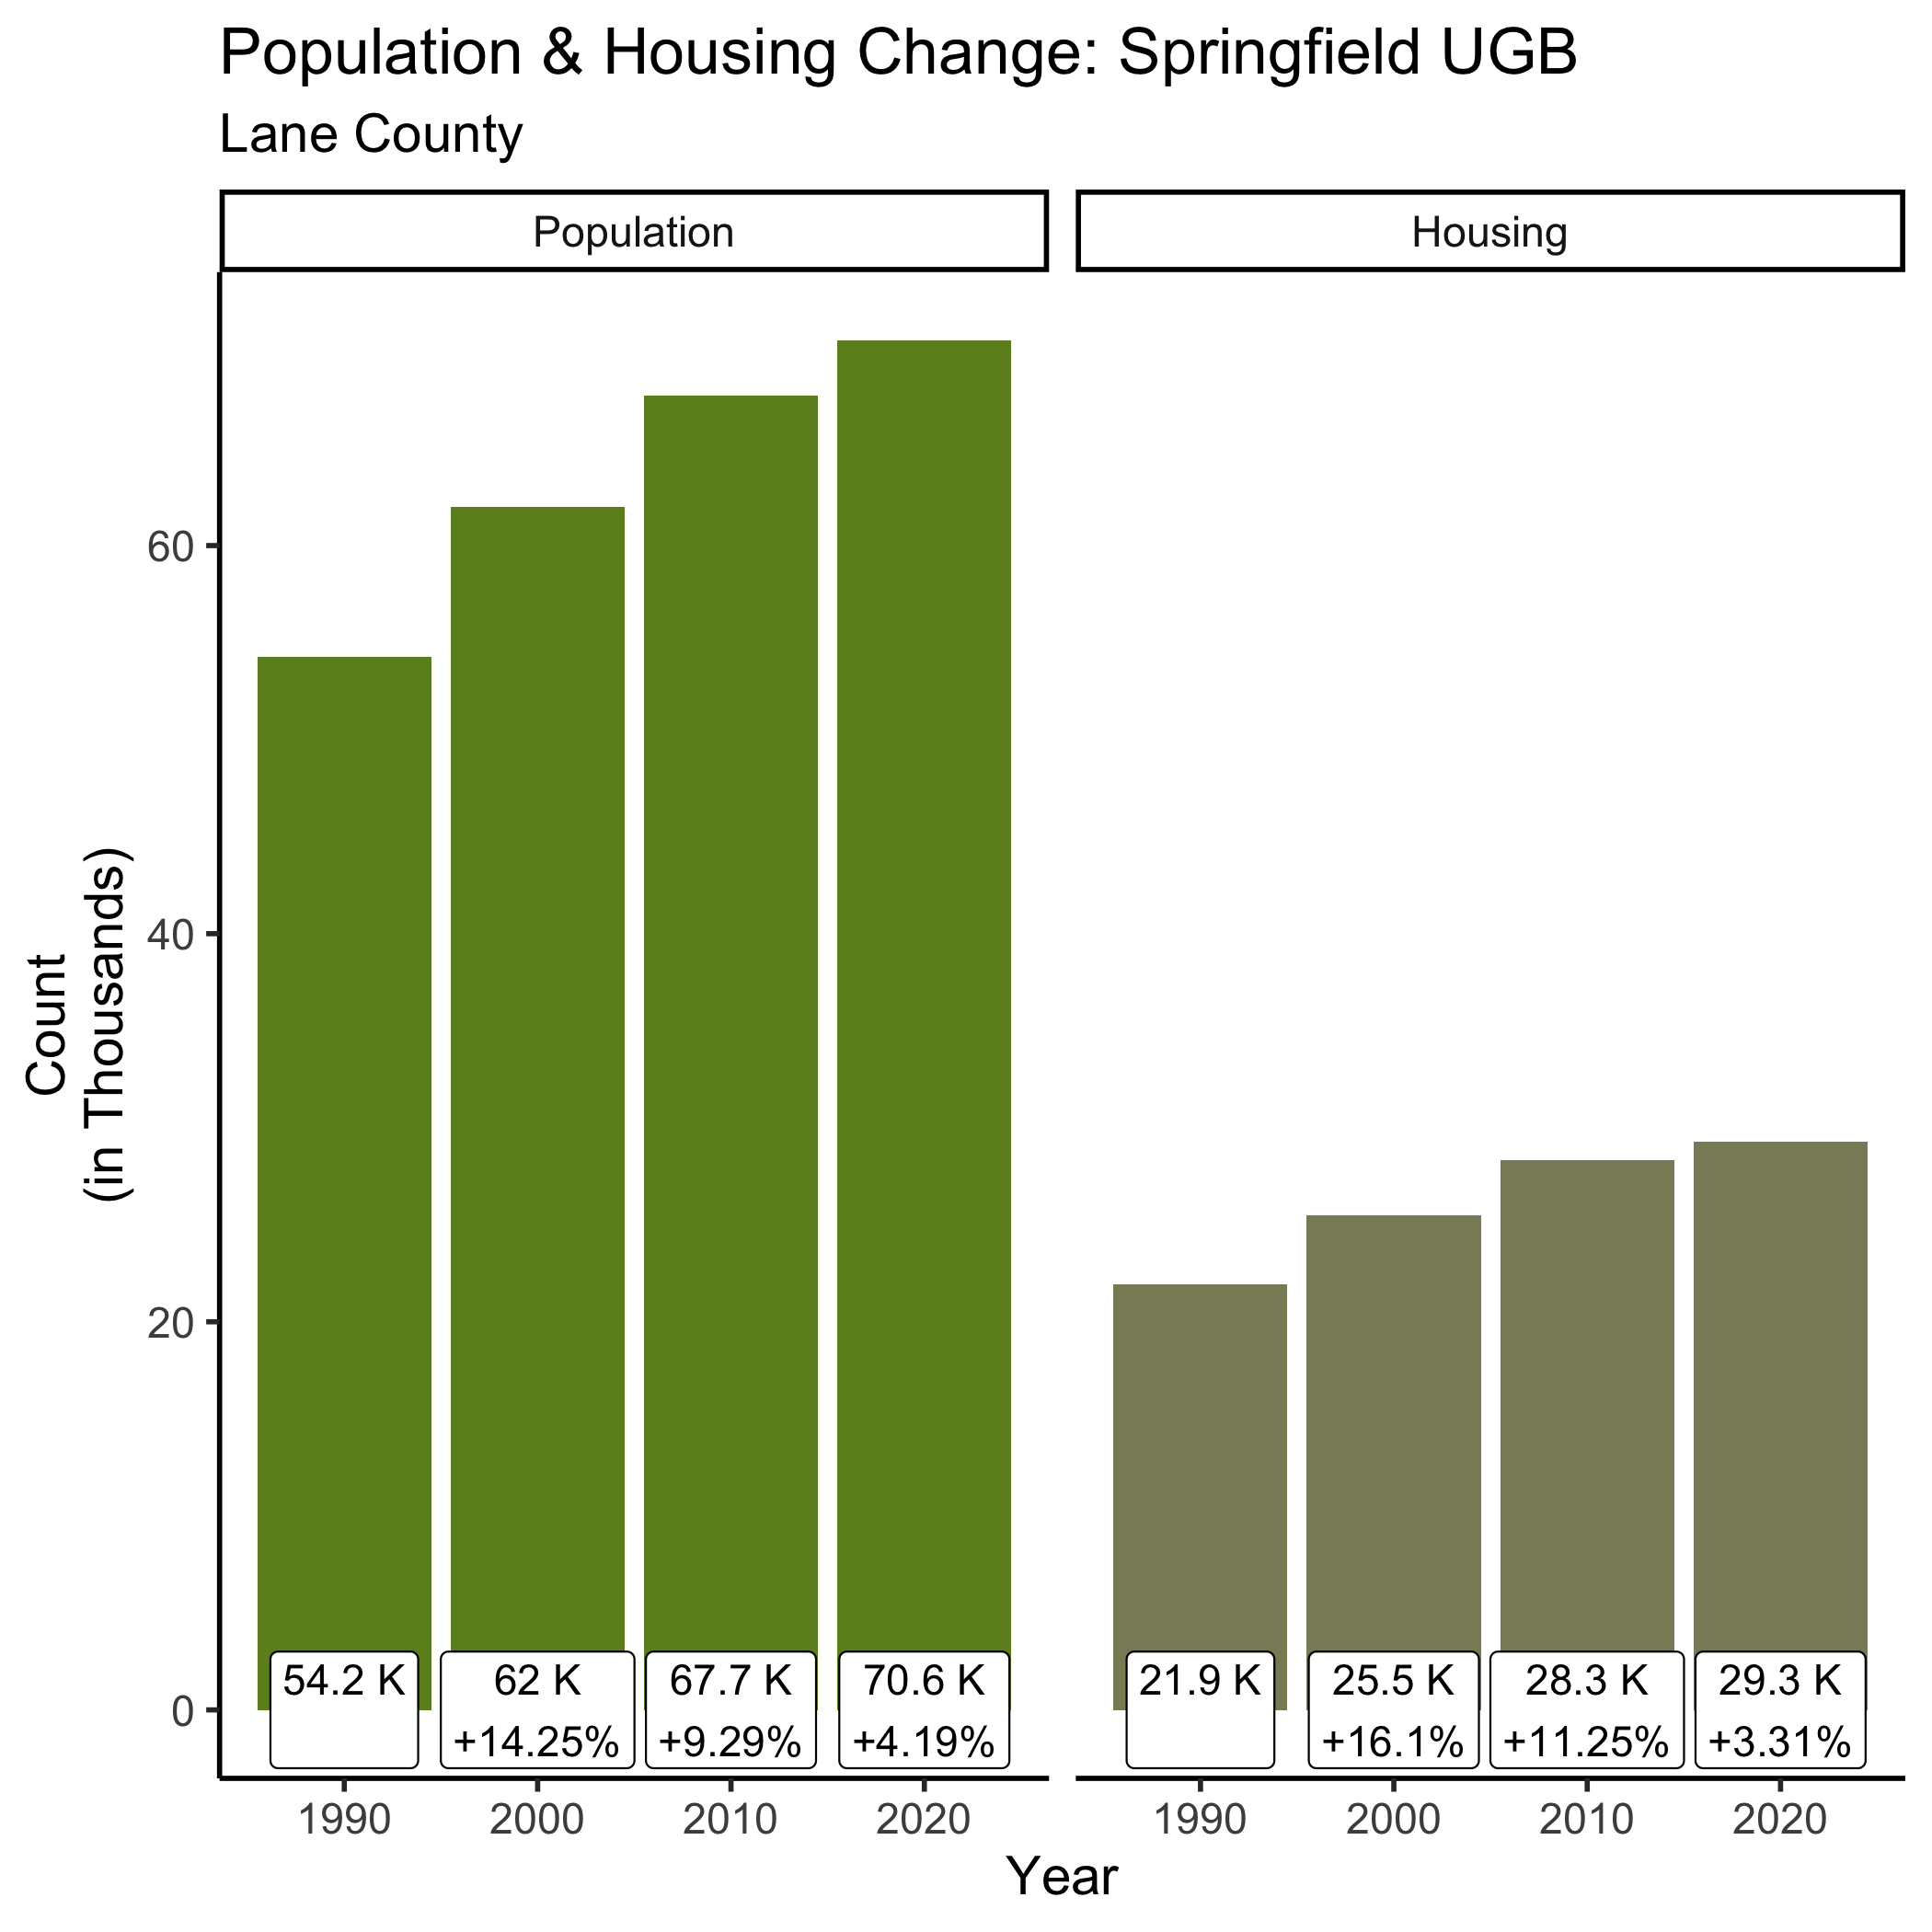 Population & Housing Change: Springfield UGB
Lane County
Population
Housing
Count
(in Thousands)
60
40
20
0
54.2 K
62 K
+14.25%
67.7 K
+9.29%
70.6 K
+4.19%
21.9 K
25.5 K
+16.1%
28.3 K
+11.25%
29.3 K
+3.31%
1990
2000
2010
2020
1990
2000
2010
2020
Year